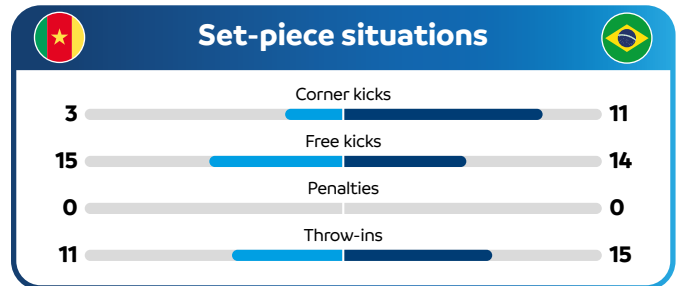 Set-piece situations
Corner kicks
3 11
Free kicks
15 14
Penalties
0 0
Throw-ins
11 15